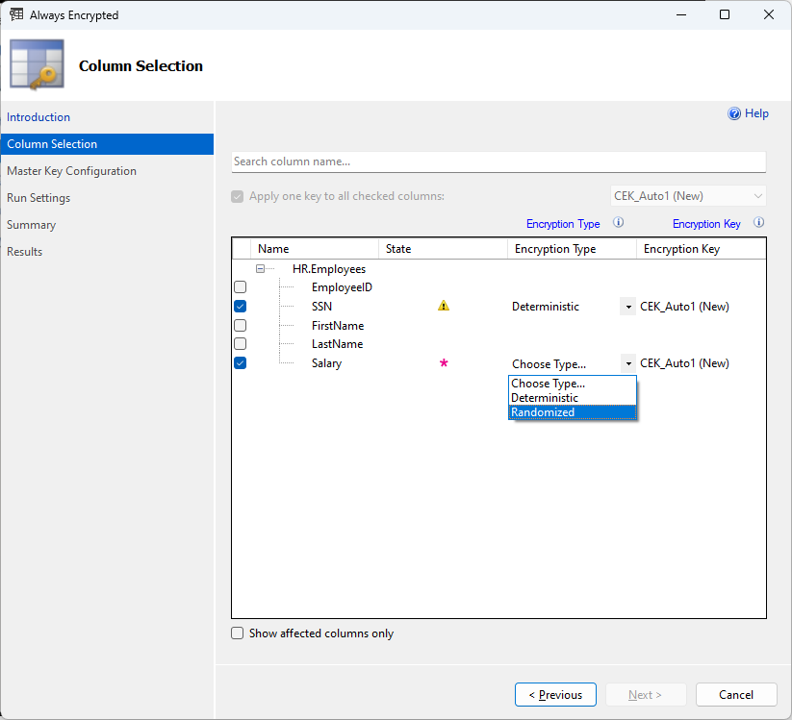 Always Encrypted
Column Selection
Introduction
Column Selection
Master Key Configuration
Run Settings
Summary
Results
Help
Search column name...
Apply one key to all checked columns: CEK_Auto1 (New)
Encryption Type Encryption Key
Name State Encryption Type Encryption Key
HR.Employees
EmployeeID
SSN Deterministic CEK_Auto1 (New)
FirstName
LastName
Salary * Choose Type... CEK_Auto1 (New)
Choose Type...
Deterministic
Randomized
Show affected columns only
< Previous Next > Cancel